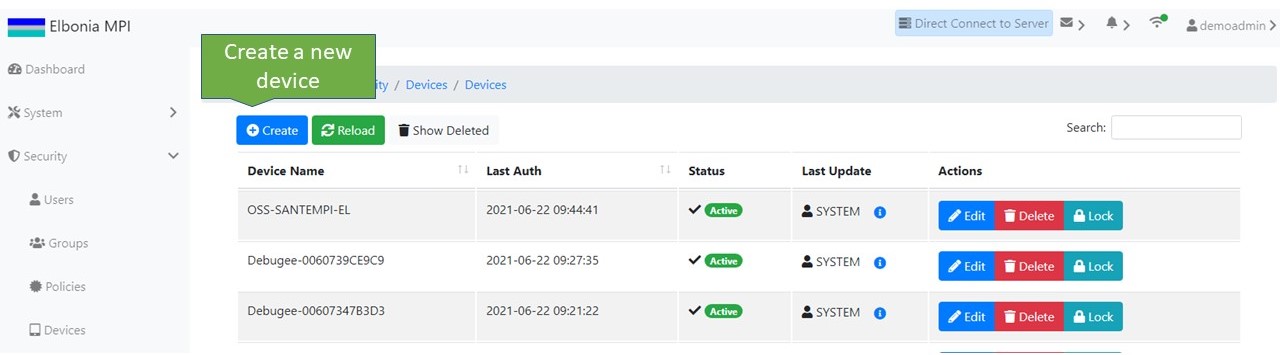 Elbonia MPI
Direct Connect to Server
demoadmin
Create a new
device
Dashboard
ity / Devices / Devices
System
Create Reload Show Deleted
Search:
Security
Device Name Last Auth Status Last Update Actions
Users
OSS-SANTEMPI-EL 2021-06-22 09:44:41 Active SYSTEM Edit Delete Lock
Groups
Debugee-0060739CE9C9 2021-06-22 09:27:35 Active SYSTEM Edit Delete Lock
Policies
Debugee-00607347B3D3 2021-06-22 09:21:22 Active SYSTEM Edit Delete Lock
Devices